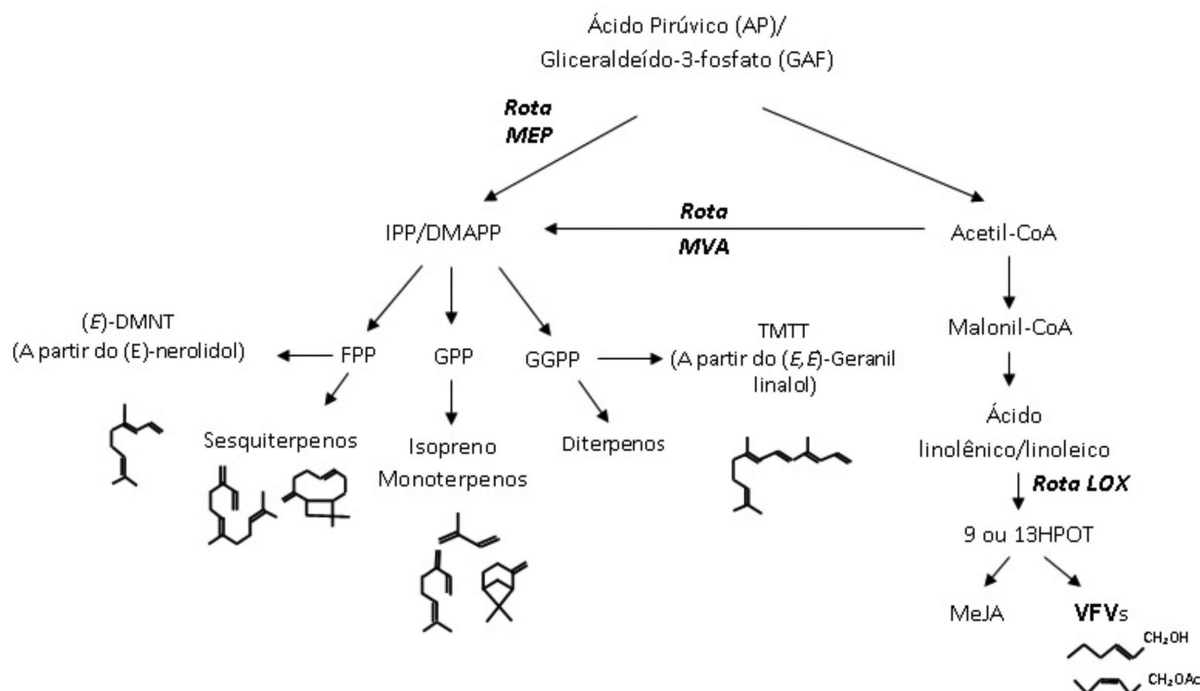 Ácido Pirúvico (AP)/
Gliceraldeído-3-fosfato (GAF)
Rota
MEP
IPP/DMAPP
Rota
MVA
Acetil-CoA
Malonil-CoA
(E)-DMNT
(A partir do (E)-nerolidol)
FPP
GPP
GGPP
TMTT
(A partir do (E,E)-Geranil
linalol)
Sesquiterpenos
Isopreno
Monoterpenos
Diterpenos
Ácido
linolênico/linoleico
Rota LOX
9 ou 13HPOT
MeJA
VFVs
CH₂OH
CH₂OAc